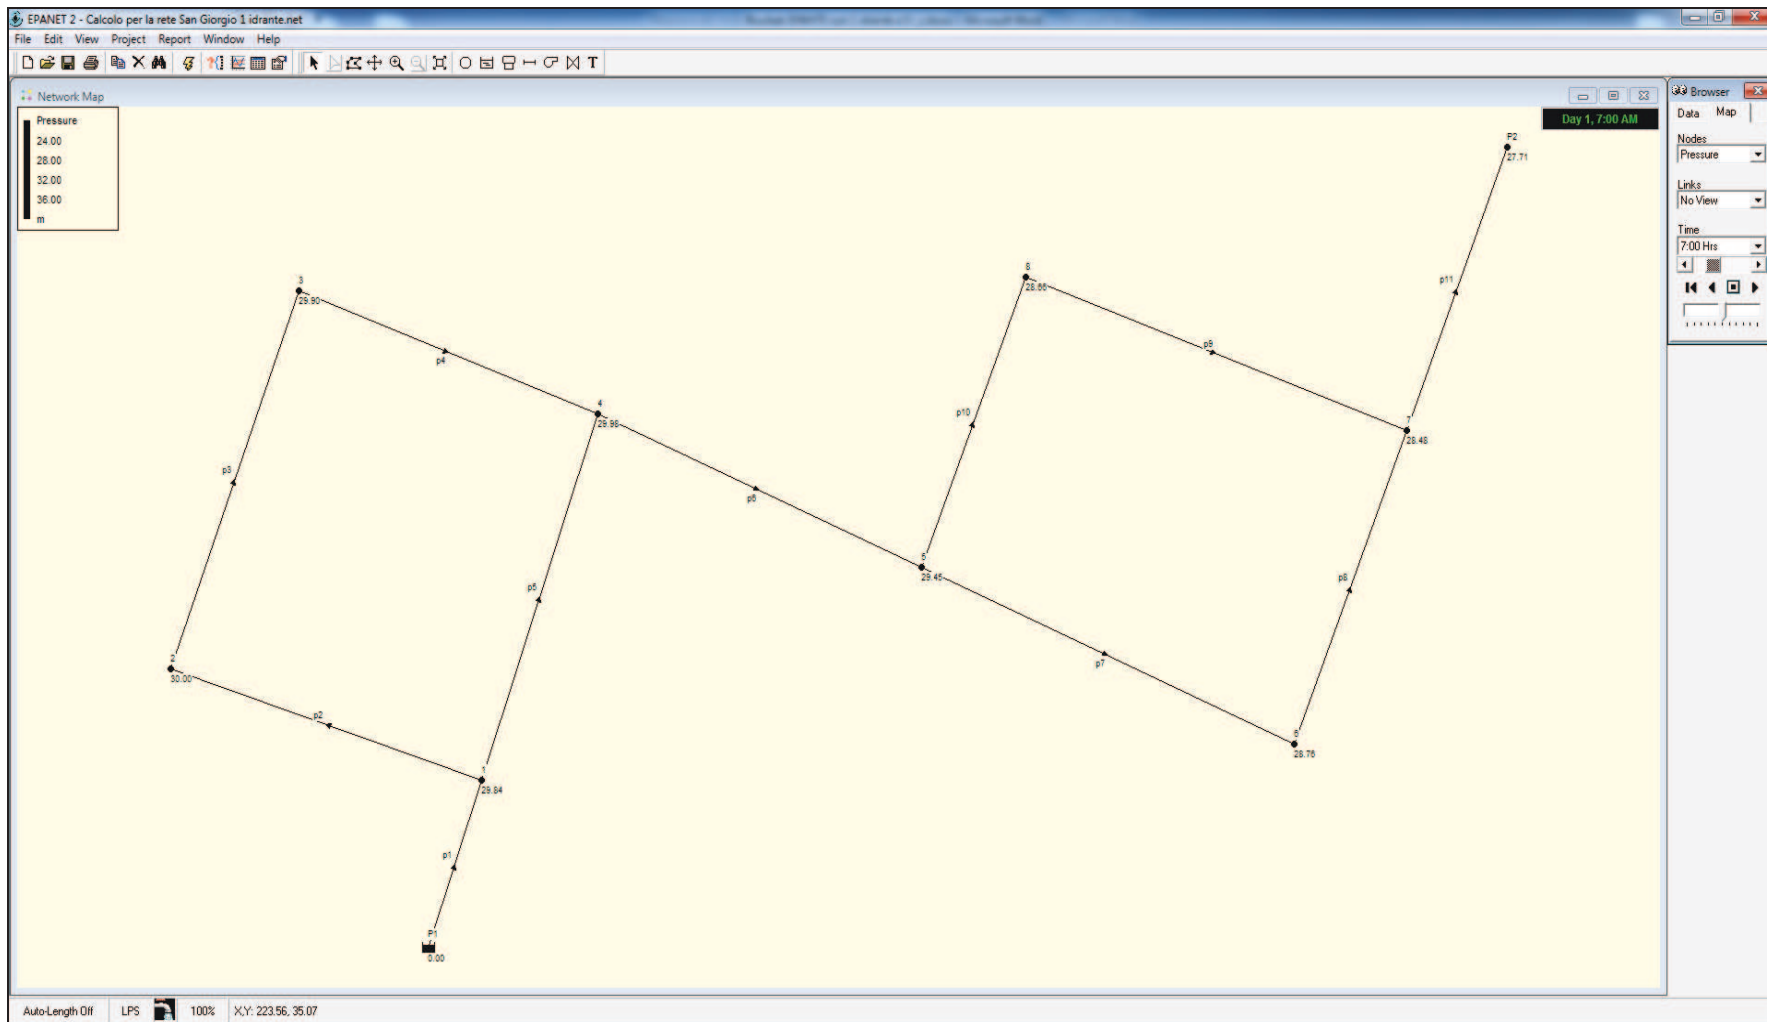 EPANET 2 - Calcolo per la rete San Giorgio 1 idrante.net
File Edit View Project Report Window Help
Network Map
Browser
Data Map
Nodes
Pressure
Links
No View
Time
7:00 Hrs
Pressure
24.00
28.00
32.00
36.00
m
Day 1, 7:00 AM
P2
27.71
p11
3
29.90
8
28.66
p4
p9
4
29.98
p10
7
28.48
p3
p6
5
29.45
p5
p8
2
30.00
p7
p2
6
28.76
1
29.84
p1
P1
0.00
Auto-Length Off LPS 100% X,Y: 223.56, 35.07